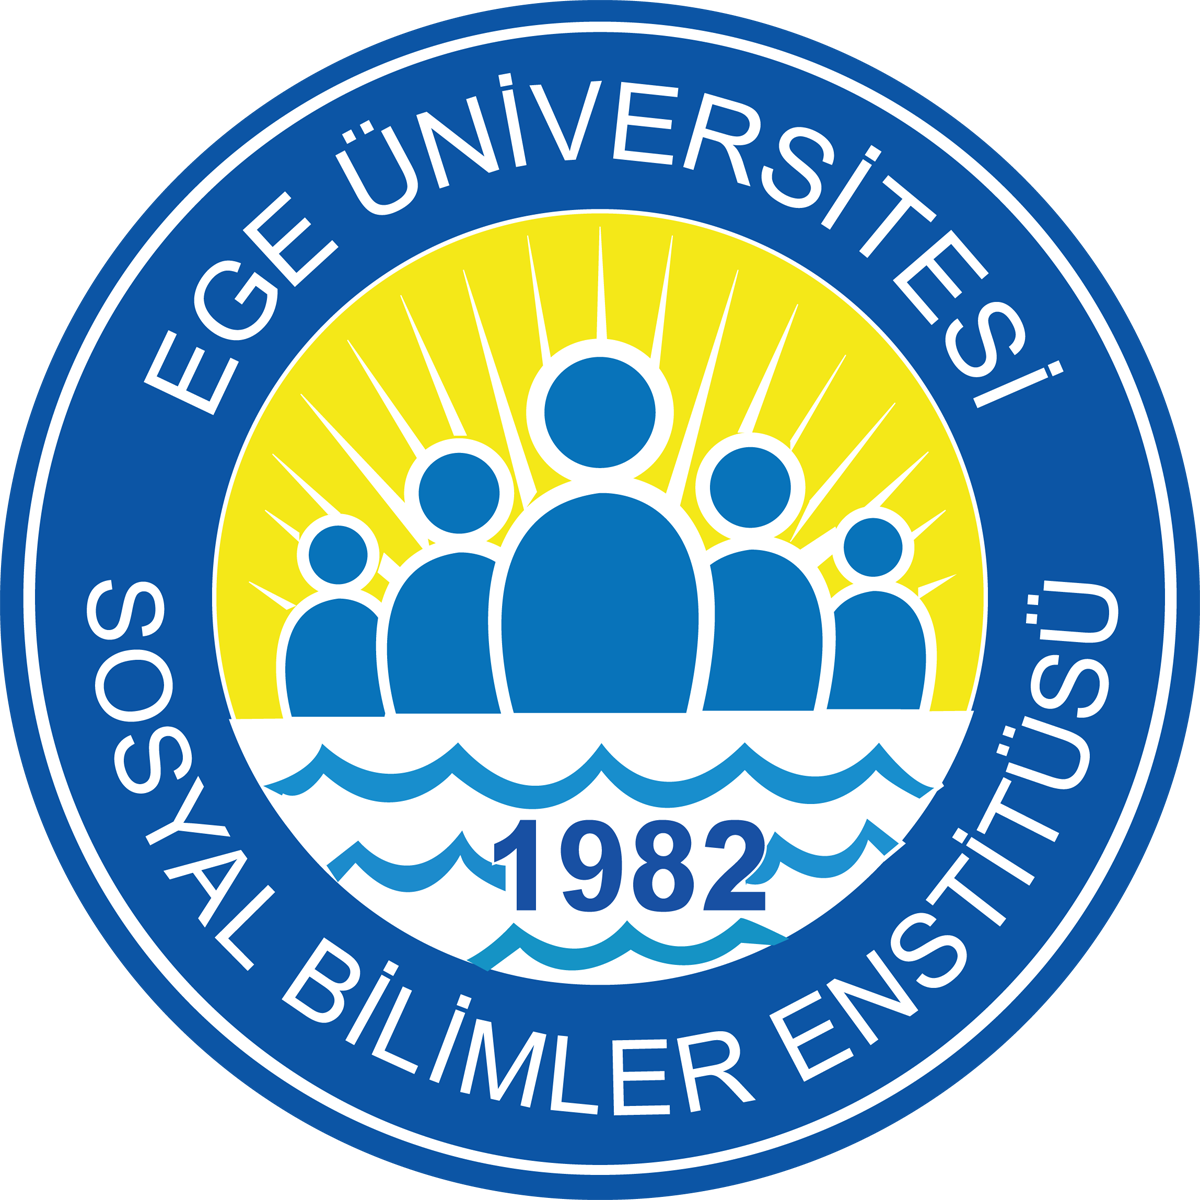 EGE ÜNİVERSİTESİ
1982
SOSYAL BİLİMLER ENSTİTÜSÜ